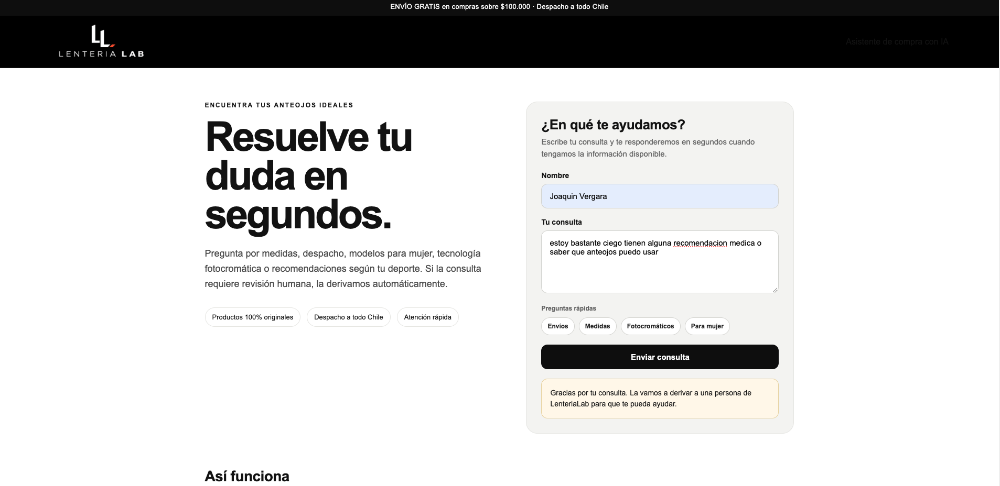 ENVÍO GRATIS en compras sobre $100.000 · Despacho a todo Chile
LL
LENTERIA LAB
Asistente de compra con IA
ENCUENTRA TUS ANTEOJOS IDEALES
Resuelve tu
duda en
segundos.
Pregunta por medidas, despacho, modelos para mujer, tecnología
fotocromática o recomendaciones según tu deporte. Si la consulta
requiere revisión humana, la derivamos automáticamente.
Productos 100% originales
Despacho a todo Chile
Atención rápida
¿En qué te ayudamos?
Escribe tu consulta y te responderemos en segundos cuando
tengamos la información disponible.
Nombre
Joaquin Vergara
Tu consulta
estoy bastante ciego tienen alguna recomendacion medica o
saber que anteojos puedo usar
Preguntas rápidas
Envíos
Medidas
Fotocromáticos
Para mujer
Enviar consulta
Gracias por tu consulta. La vamos a derivar a una persona de
LenteriaLab para que te pueda ayudar.
Así funciona